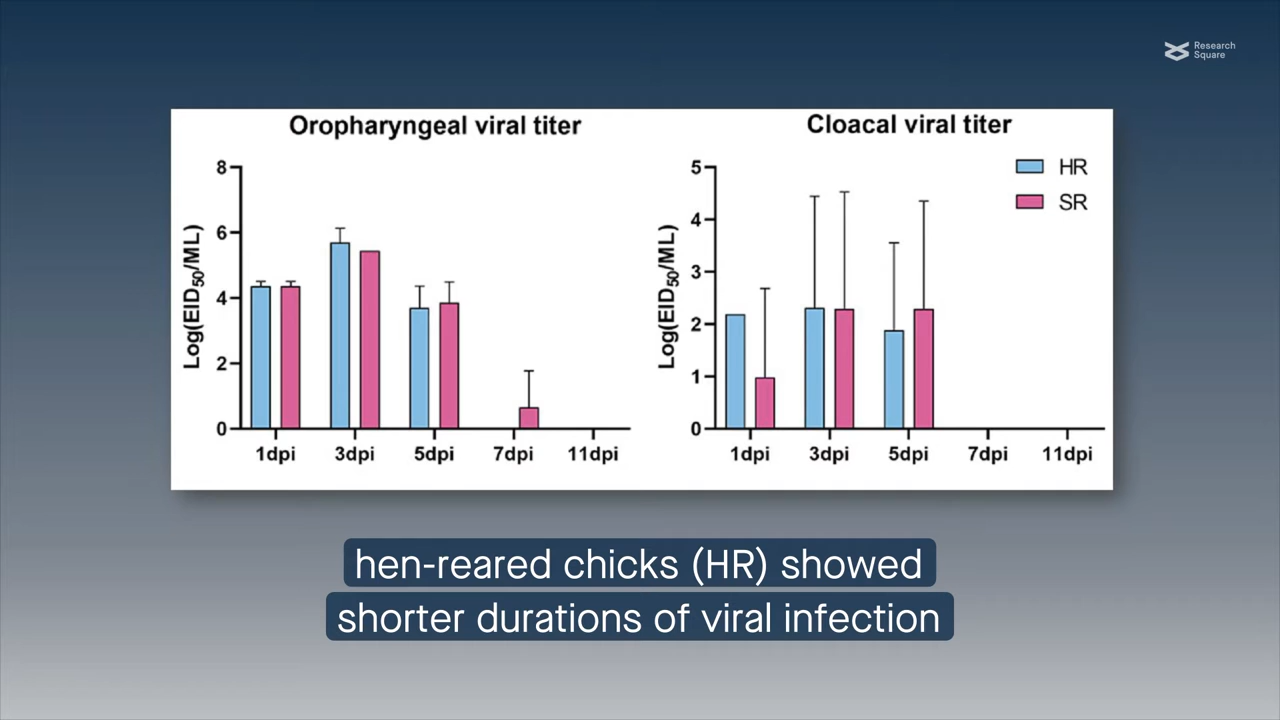 Research
Square
Oropharyngeal viral titer
Log(EID50/ML)
8
6
4
2
0
1dpi
3dpi
5dpi
7dpi
11dpi
Cloacal viral titer
HR
SR
Log(EID50/ML)
5
4
3
2
1
0
1dpi
3dpi
5dpi
7dpi
11dpi
hen-reared chicks (HR) showed
shorter durations of viral infection